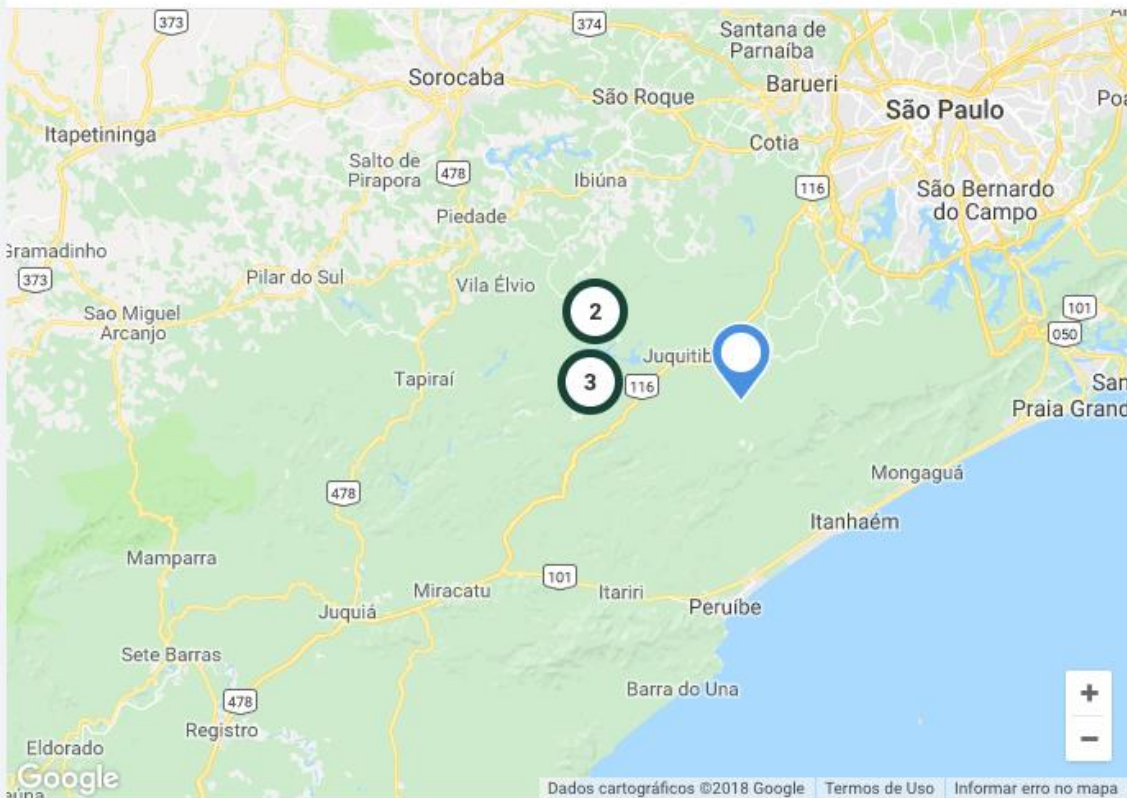 373
374
Santana de
Parnaíba
Sorocaba
Barueri
São Roque
São Paulo
Itapetininga
Cotia
Salto de
Pirapora
478
Ibiúna
116
São Bernardo
do Campo
Piedade
Gramadinho
373
Pilar do Sul
Vila Élvio
Sao Miguel
Arcanjo
2
101
050
Juquitib
Tapiraí
3
116
San
Praia Grand
Mongaguá
478
Itanhaém
Mamparra
101
Miracatu
Itariri
Juquiá
Peruíbe
Sete Barras
Barra do Una
478
Registro
+
−
Eldorado
Google
Dados cartográficos ©2018 Google Termos de Uso Informar erro no mapa